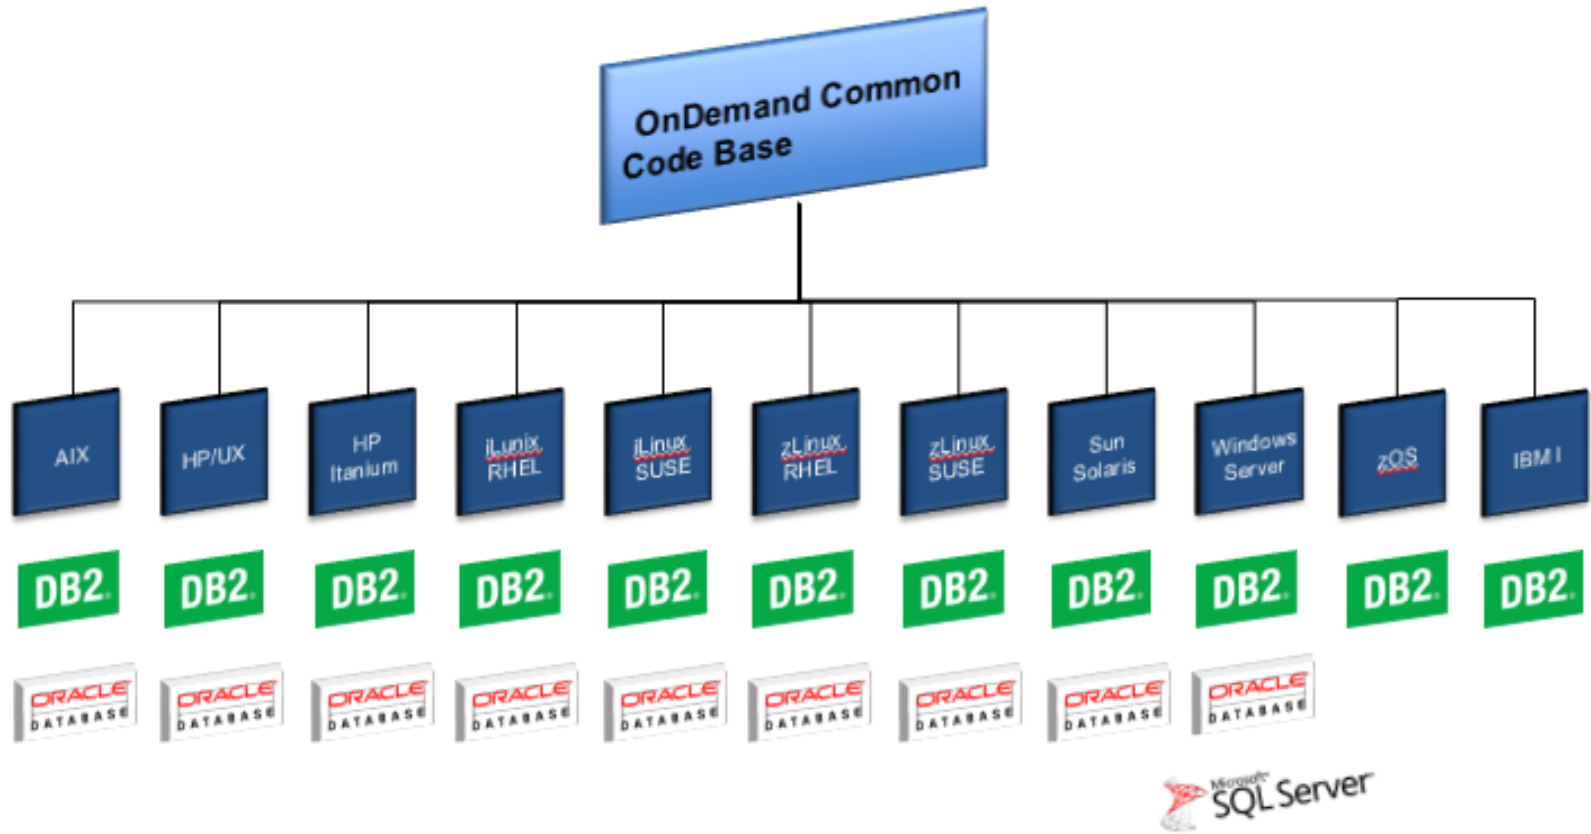 OnDemand Common
Code Base
AIX
HP/UX
HP
Itanium
iLunix
RHEL
iLinux
SUSE
zLinux
RHEL
zLinux
SUSE
Sun
Solaris
Windows
Server
zOS
IBM I
DB2.
DB2.
DB2.
DB2.
DB2.
DB2.
DB2.
DB2.
DB2.
DB2.
DB2.
ORACLE
DATABASE
ORACLE
DATABASE
ORACLE
DATABASE
ORACLE
DATABASE
ORACLE
DATABASE
ORACLE
DATABASE
ORACLE
DATABASE
ORACLE
DATABASE
ORACLE
DATABASE
Microsoft
SQL Server